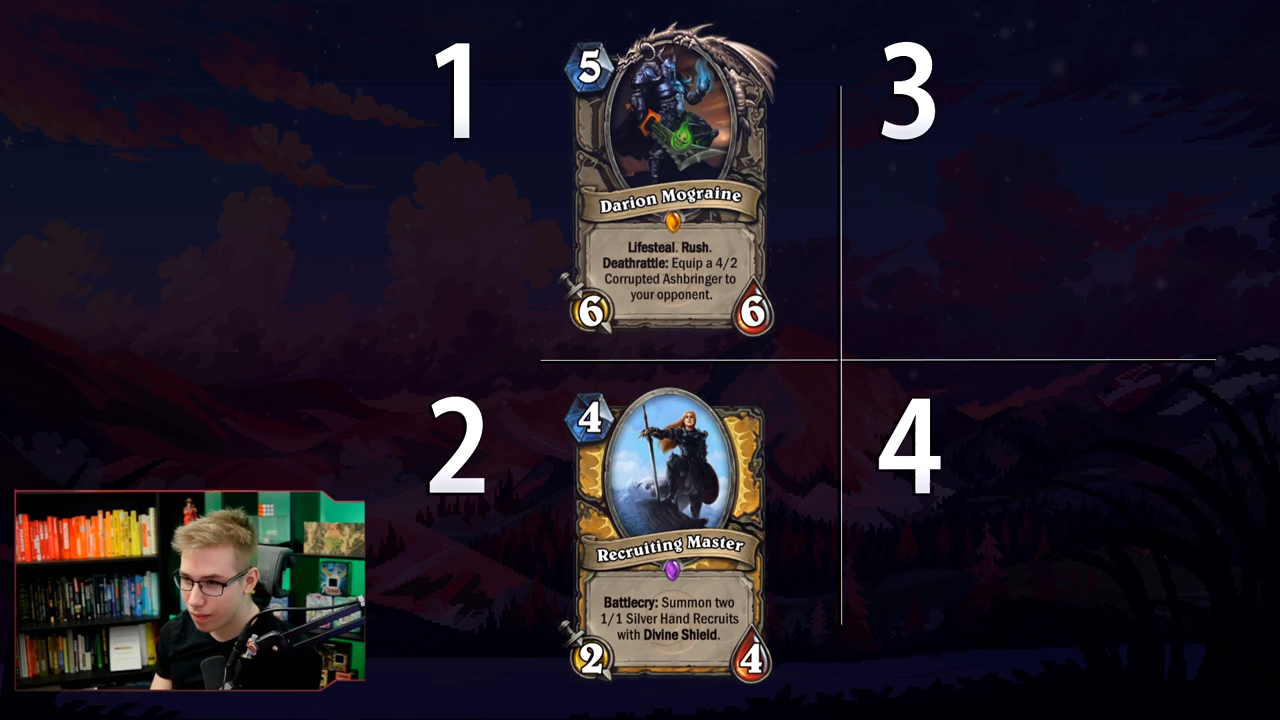 1
5
Darion Mograine
Lifesteal. Rush.
Deathrattle: Equip a 4/2
Corrupted Ashbringer to
your opponent.
6
6
3
2
4
Recruiting Master
Battlecry: Summon two
1/1 Silver Hand Recruits
with Divine Shield.
2
4
4